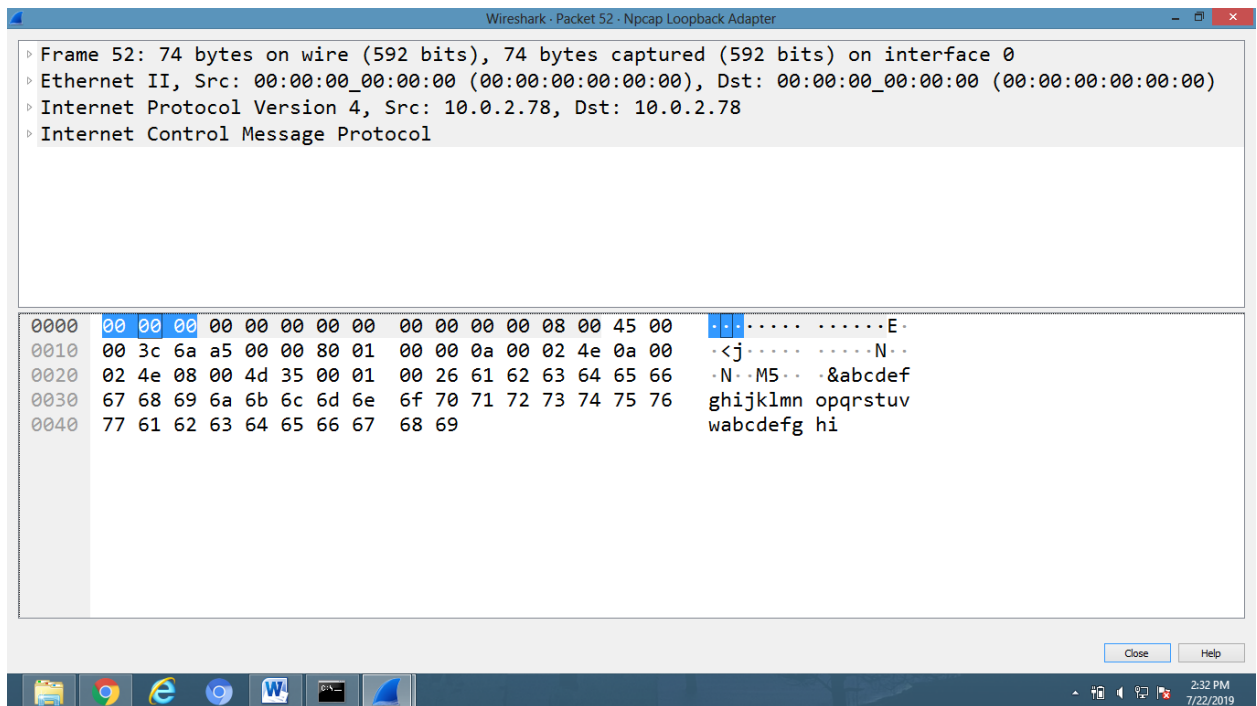 Wireshark · Packet 52 · Npcap Loopback Adapter
Frame 52: 74 bytes on wire (592 bits), 74 bytes captured (592 bits) on interface 0
Ethernet II, Src: 00:00:00_00:00:00 (00:00:00:00:00:00), Dst: 00:00:00_00:00:00 (00:00:00:00:00:00)
Internet Protocol Version 4, Src: 10.0.2.78, Dst: 10.0.2.78
Internet Control Message Protocol
0000 00 00 00 00 00 00 00 00 00 00 00 00 08 00 45 00 ········ ······E·
0010 00 3c 6a a5 00 00 80 01 00 00 0a 00 02 4e 0a 00 ·<j····· ·····N··
0020 02 4e 08 00 4d 35 00 01 00 26 61 62 63 64 65 66 ·N··M5·· ·&abcdef
0030 67 68 69 6a 6b 6c 6d 6e 6f 70 71 72 73 74 75 76 ghijklmn opqrstuv
0040 77 61 62 63 64 65 66 67 68 69 wabcdefg hi
Close Help
2:32 PM
7/22/2019